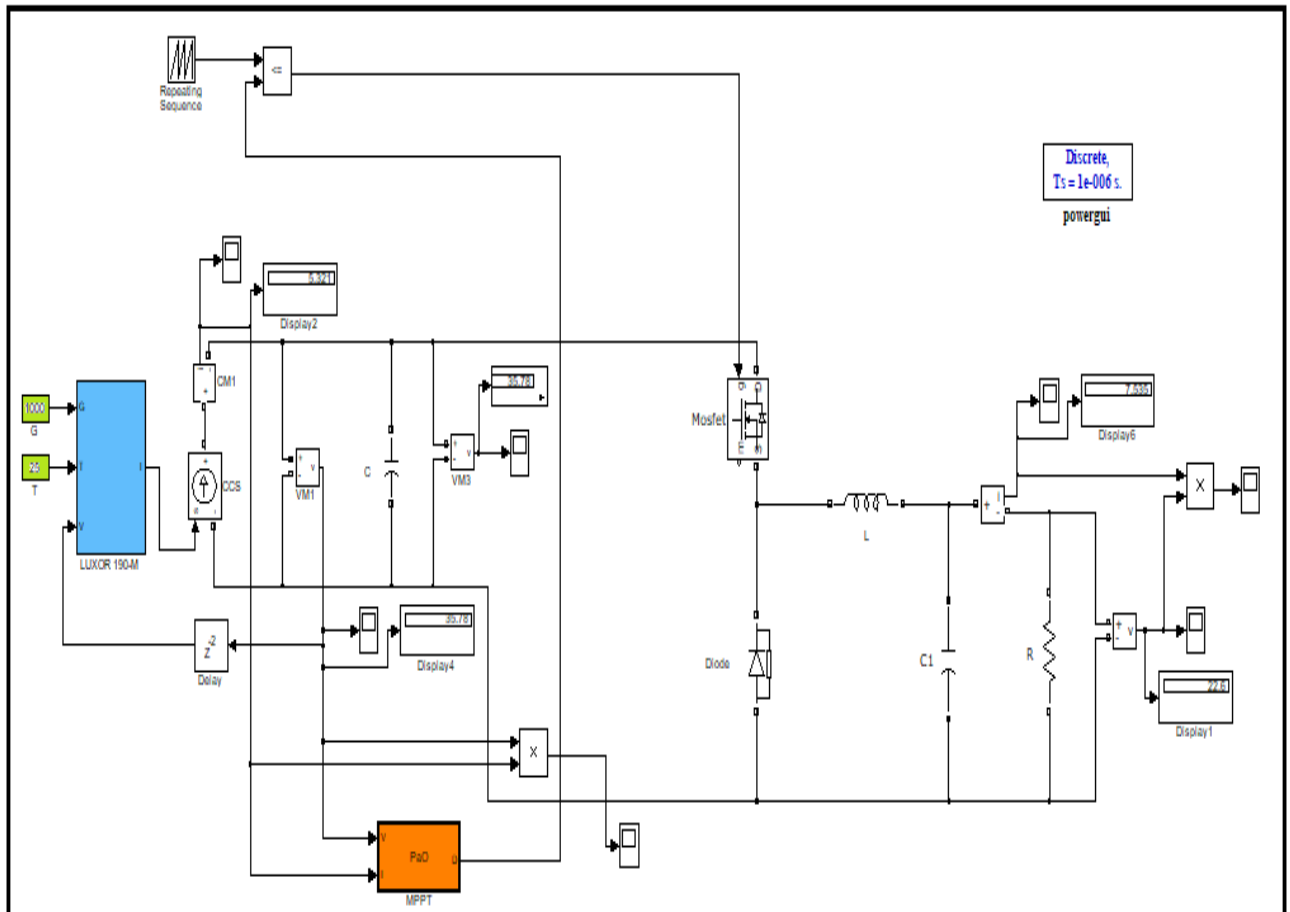 <=
Repeating
Sequence
Discrete,
Ts = 1e-006 s.
powergui
5.321
Display2
CM1
35.78
7.535
Display6
1000
G
G
Mosfet
25
T
I
I
CCS
v
VM1
C
v
VM3
X
V
LUXOR 190-M
L
35.78
Display4
-2
Z
Delay
Diode
C1
R
v
22.6
Display1
X
V
PaO
D
I
MPPT